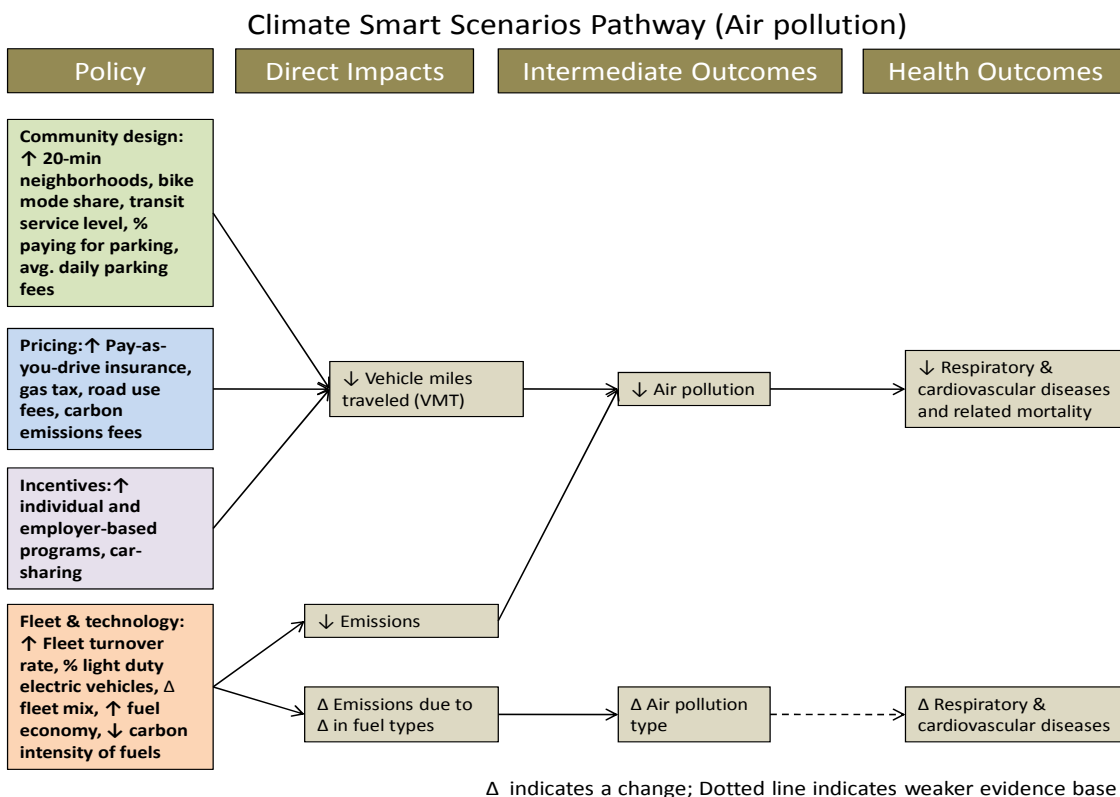 Climate Smart Scenarios Pathway (Air pollution)
Policy
Direct Impacts
Intermediate Outcomes
Health Outcomes
Community design:
↑ 20-min
neighborhoods, bike
mode share, transit
service level, %
paying for parking,
avg. daily parking
fees
Pricing:↑ Pay-as-
you-drive insurance,
gas tax, road use
fees, carbon
emissions fees
↓ Vehicle miles
traveled (VMT)
↓ Air pollution
↓ Respiratory &
cardiovascular diseases
and related mortality
Incentives:↑
individual and
employer-based
programs, car-
sharing
Fleet & technology:
↑ Fleet turnover
rate, % light duty
electric vehicles, Δ
fleet mix, ↑ fuel
economy, ↓ carbon
intensity of fuels
↓ Emissions
Δ Emissions due to
Δ in fuel types
Δ Air pollution
type
Δ Respiratory &
cardiovascular diseases
Δ indicates a change; Dotted line indicates weaker evidence base